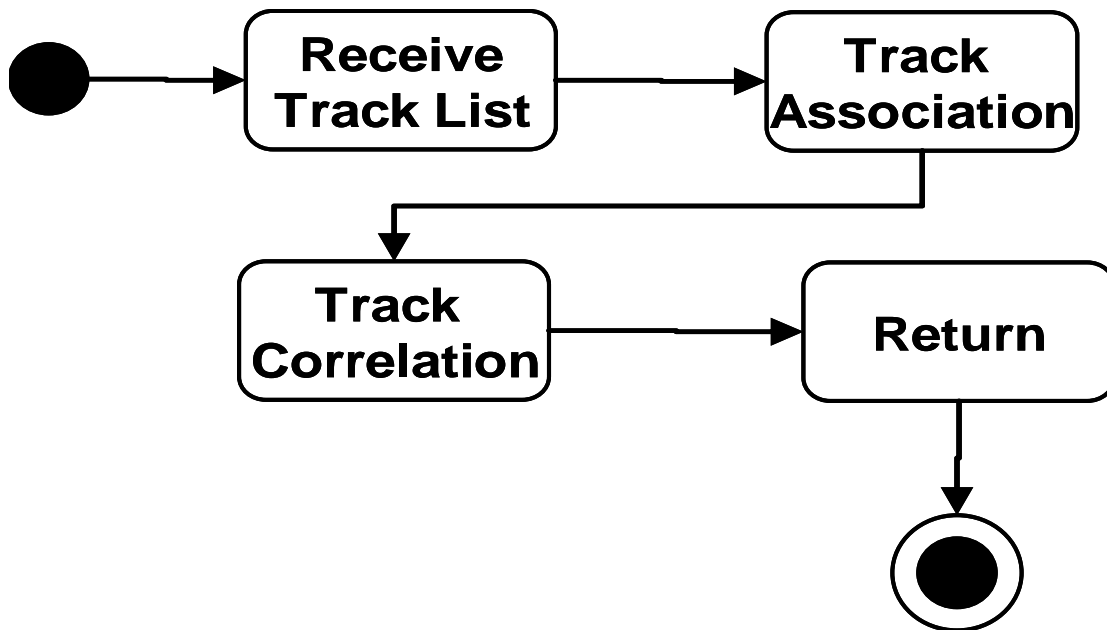 Receive
Track List
Track
Association
Track
Correlation
Return